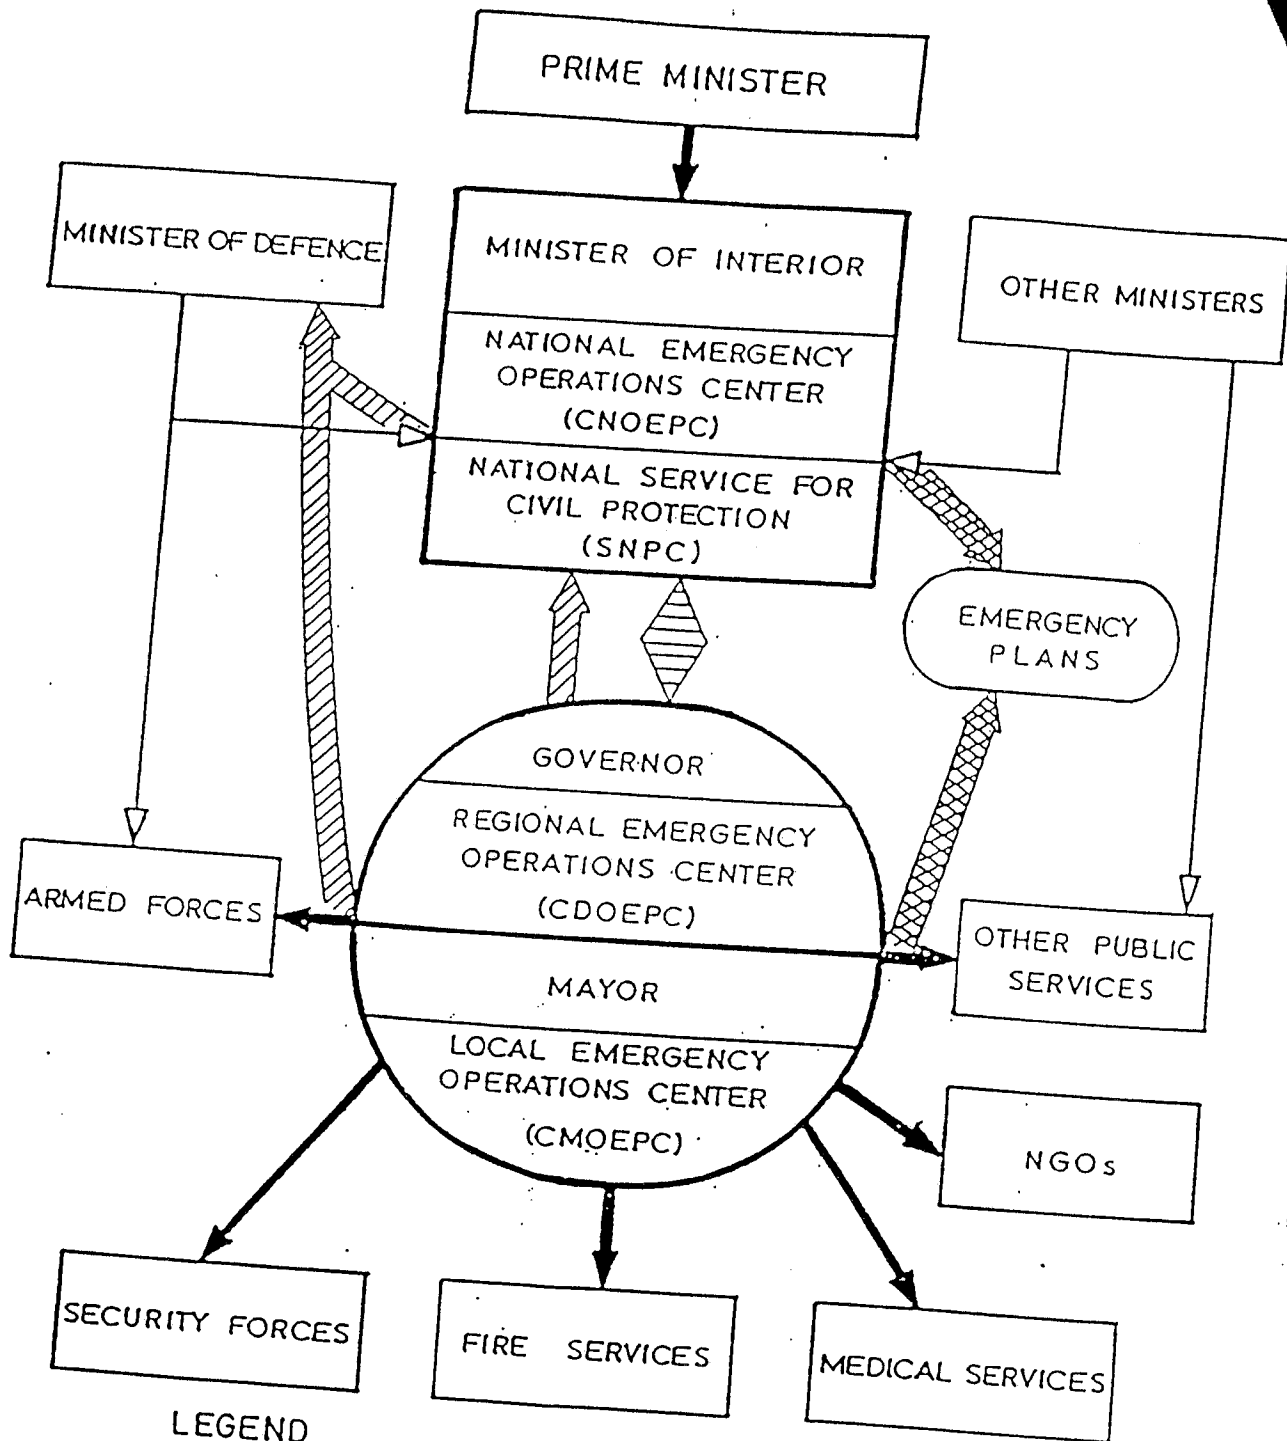 PRIME MINISTER
MINISTER OF DEFENCE
MINISTER OF INTERIOR
OTHER MINISTERS
NATIONAL EMERGENCY
OPERATIONS CENTER
(CNOEPC)
NATIONAL SERVICE FOR
CIVIL PROTECTION
(SNPC)
EMERGENCY
PLANS
GOVERNOR
REGIONAL EMERGENCY
OPERATIONS CENTER
(CDOEPC)
ARMED FORCES
OTHER PUBLIC
SERVICES
MAYOR
LOCAL EMERGENCY
OPERATIONS CENTER
(CMOEPC)
NGOs
SECURITY FORCES
FIRE SERVICES
MEDICAL SERVICES
LEGEND